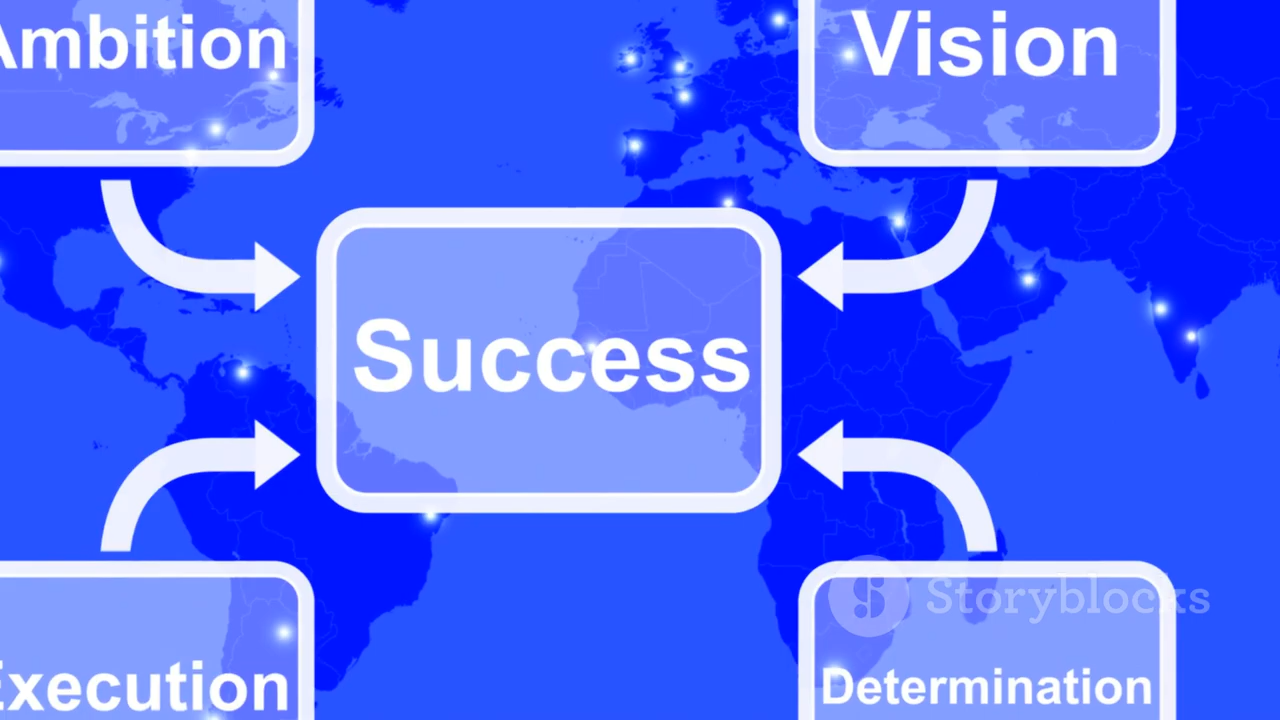 Ambition
Vision
Success
Storyblocks
Execution
Determination